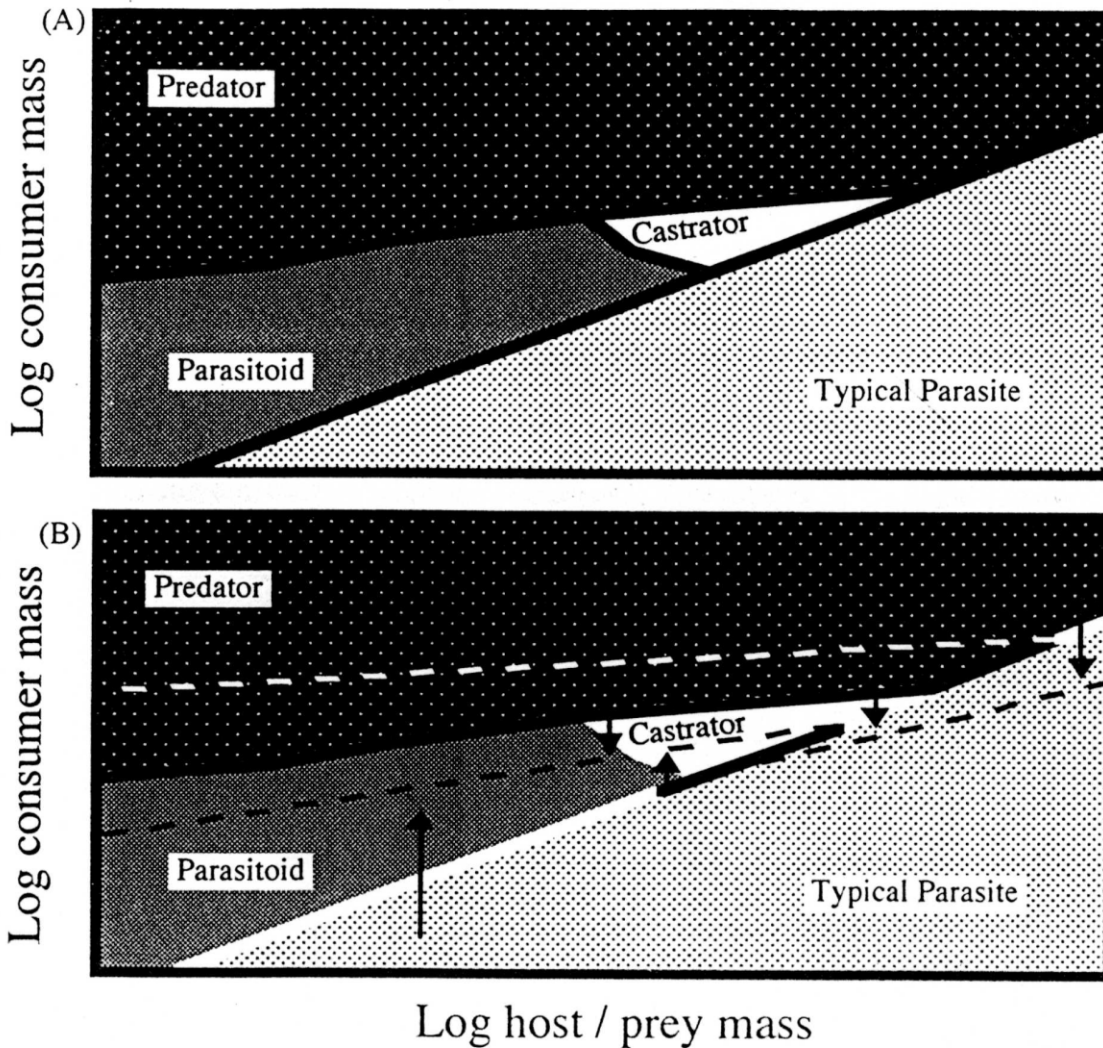 (A)
Log consumer mass
Predator
Castrator
Parasitoid
Typical Parasite
(B)
Log consumer mass
Predator
Castrator
Parasitoid
Typical Parasite
Log host / prey mass